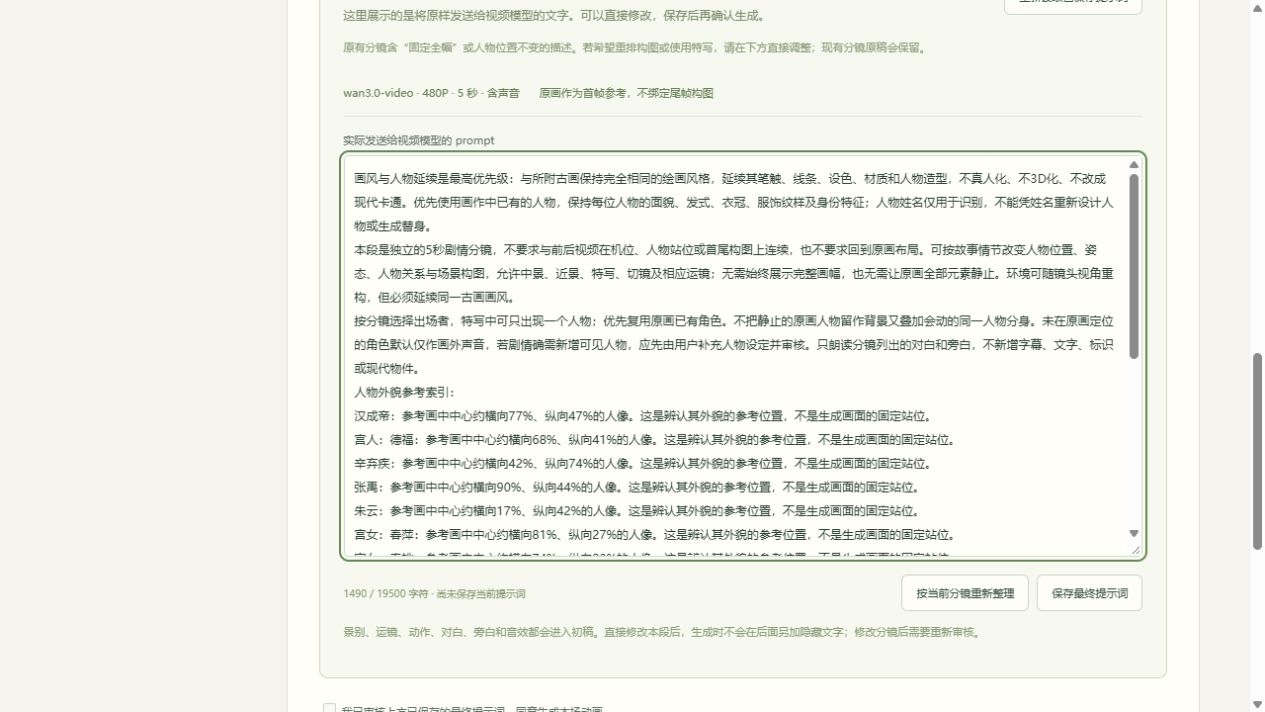 这里展示的是将原样发送给视频模型的文字。可以直接修改，保存后再确认生成。
原有分镜含“固定全幅”或人物位置不变的描述。若希望重排构图或使用特写，请在下方直接调整；现有分镜原稿会保留。
wan3.0-video · 480P · 5 秒 · 含声音 原画作为首帧参考，不绑定尾帧构图
实际发送给视频模型的 prompt
画风与人物延续是最高优先级：与所附古画保持完全相同的绘画风格，延续其笔触、线条、设色、材质和人物造型，不真人化、不3D化、不改成
现代卡通。优先使用画作中已有的人物，保持每位人物的面貌、发式、衣冠、服饰纹样及身份特征；人物姓名仅用于识别，不能凭姓名重新设计人
物或生成替身。
本段是独立的5秒剧情分镜，不要求与前后视频在机位、人物站位或首尾构图上连续，也不要求回到原画布局。可按故事情节改变人物位置、姿
态、人物关系与场景构图，允许中景、近景、特写、切镜及相应运镜；无需始终展示完整画幅，也无需让原画全部元素静止。环境可随镜头视角重
构，但必须延续同一古画画风。
按分镜选择出场者，特写中可只出现一个人物；优先复用原画已有角色。不把静止的原画人物留作背景又叠加会动的同一人物分身。未在原画定位
的角色默认仅作画外声音，若剧情确需新增可见人物，应先由用户补充人物设定并审核。只朗读分镜列出的对白和旁白，不新增字幕、文字、标识
或现代物件。
人物外貌参考索引：
汉成帝：参考画中中心约横向77%、纵向47%的人像。这是辨认其外貌的参考位置，不是生成画面的固定站位。
宫人：德福：参考画中中心约横向68%、纵向41%的人像。这是辨认其外貌的参考位置，不是生成画面的固定站位。
辛弃疾：参考画中中心约横向42%、纵向74%的人像。这是辨认其外貌的参考位置，不是生成画面的固定站位。
张禹：参考画中中心约横向90%、纵向44%的人像。这是辨认其外貌的参考位置，不是生成画面的固定站位。
朱云：参考画中中心约横向17%、纵向42%的人像。这是辨认其外貌的参考位置，不是生成画面的固定站位。
宫女：春萍：参考画中中心约横向81%、纵向27%的人像。这是辨认其外貌的参考位置，不是生成画面的固定站位。
1490 / 19500 字符 · 尚未保存当前提示词
按当前分镜重新整理
保存最终提示词
景别、运镜、动作、对白、旁白和音效都会进入初稿。直接修改本段后，生成时不会在后面另加隐藏文字；修改分镜后需要重新审核。